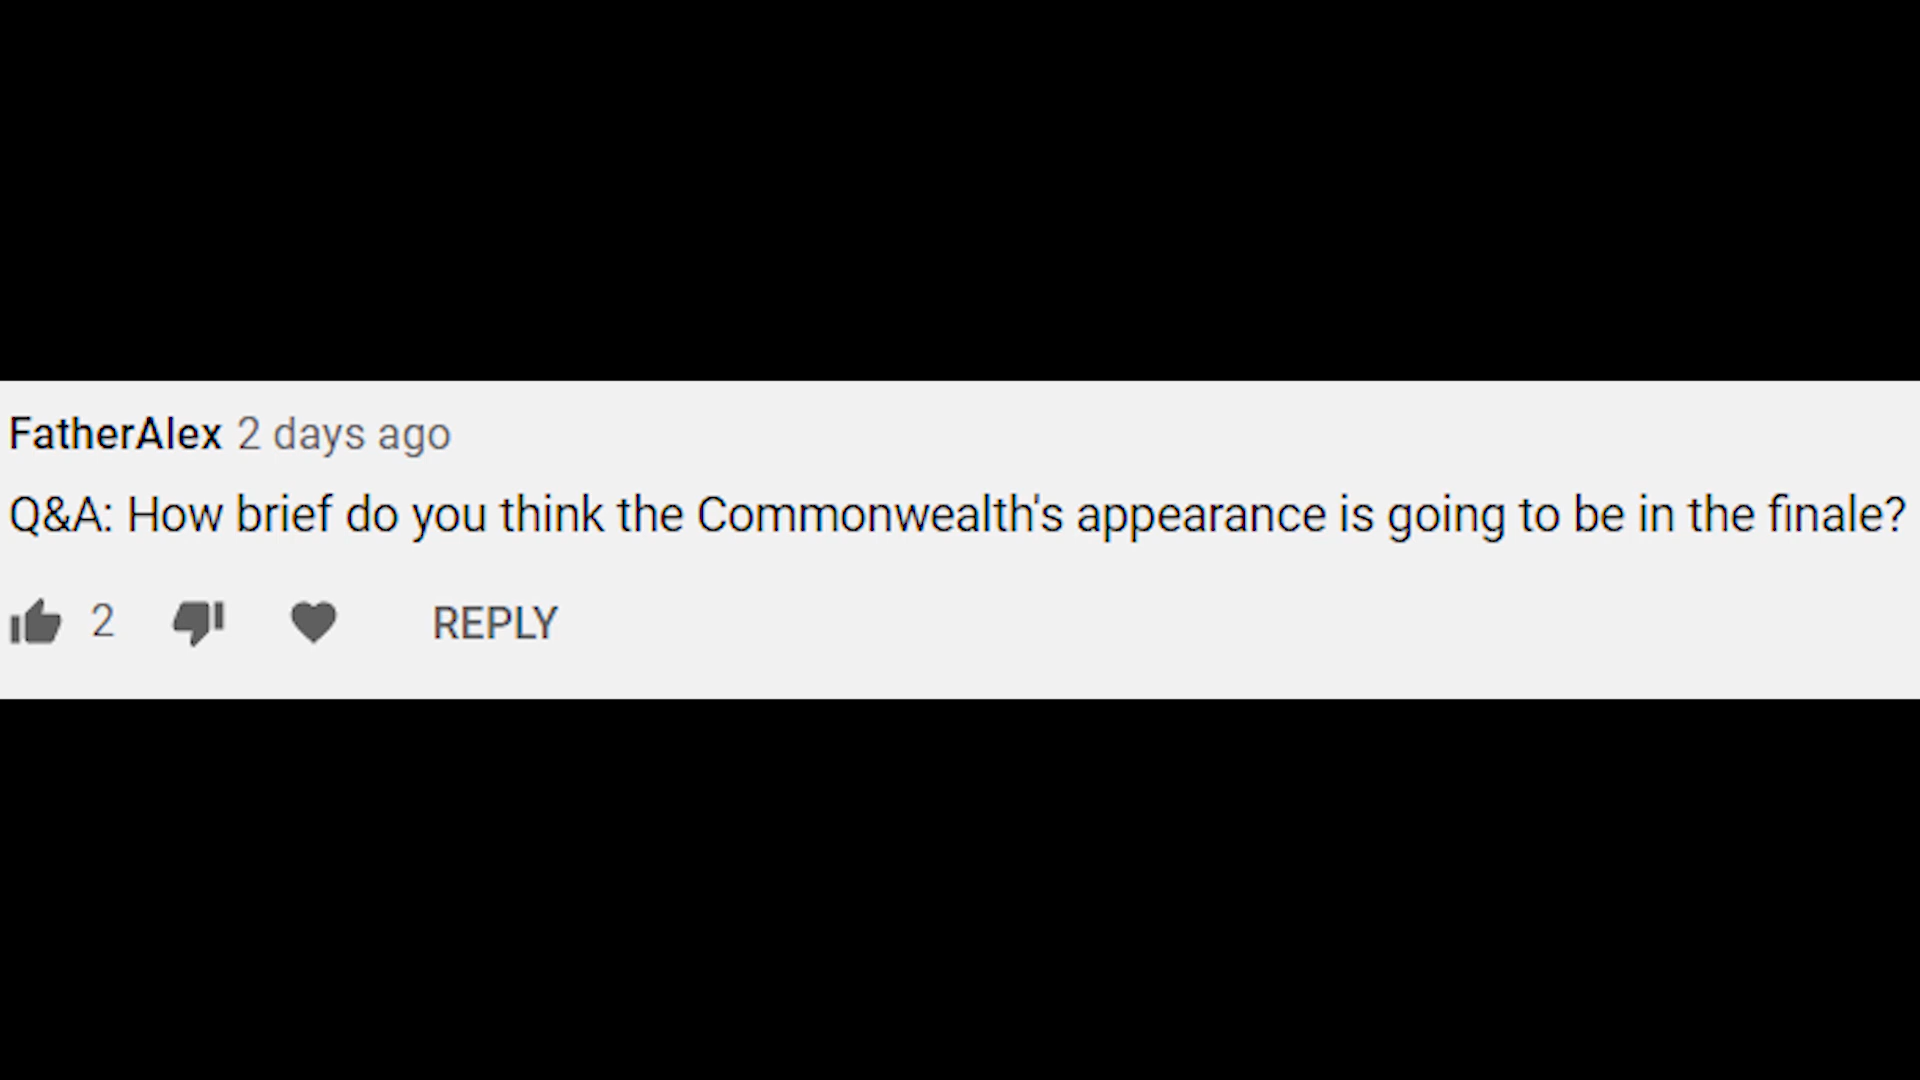 FatherAlex 2 days ago
Q&A: How brief do you think the Commonwealth's appearance is going to be in the finale?
2 REPLY